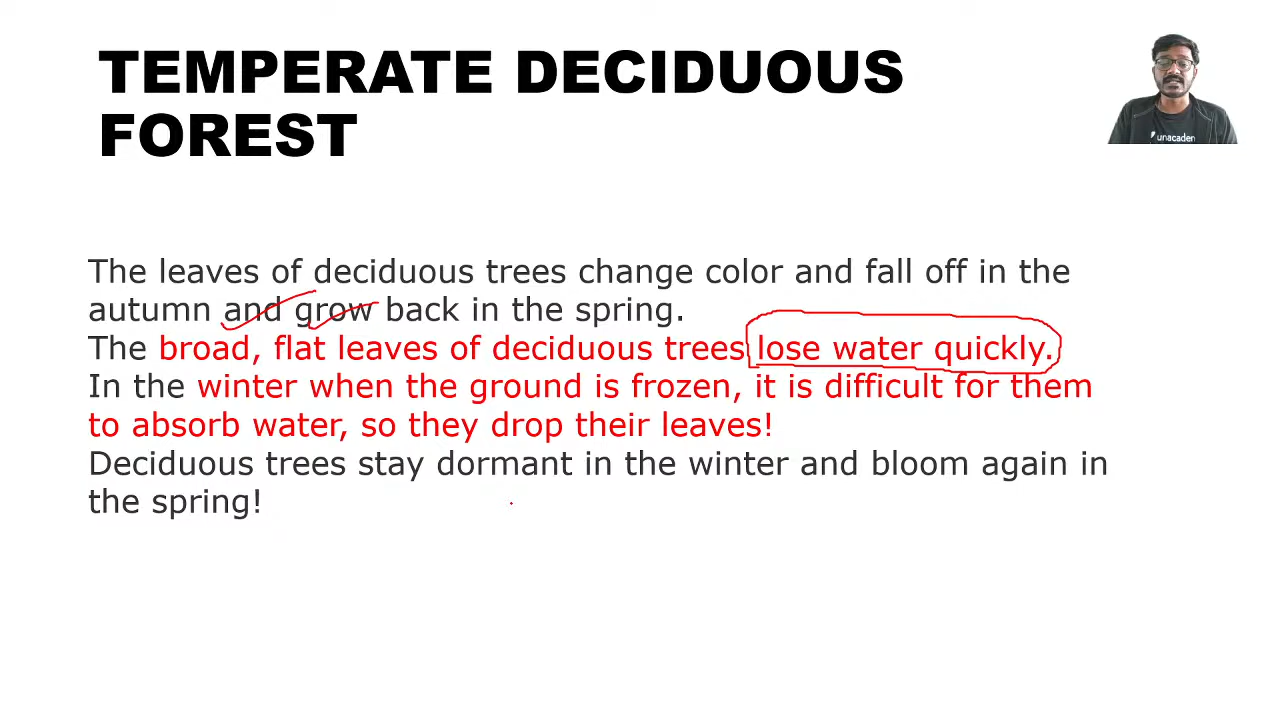 TEMPERATE DECIDUOUS
FOREST
unacadem
The leaves of deciduous trees change color and fall off in the
autumn and grow back in the spring.
The broad, flat leaves of deciduous trees lose water quickly.
In the winter when the ground is frozen, it is difficult for them
to absorb water, so they drop their leaves!
Deciduous trees stay dormant in the winter and bloom again in
the spring!